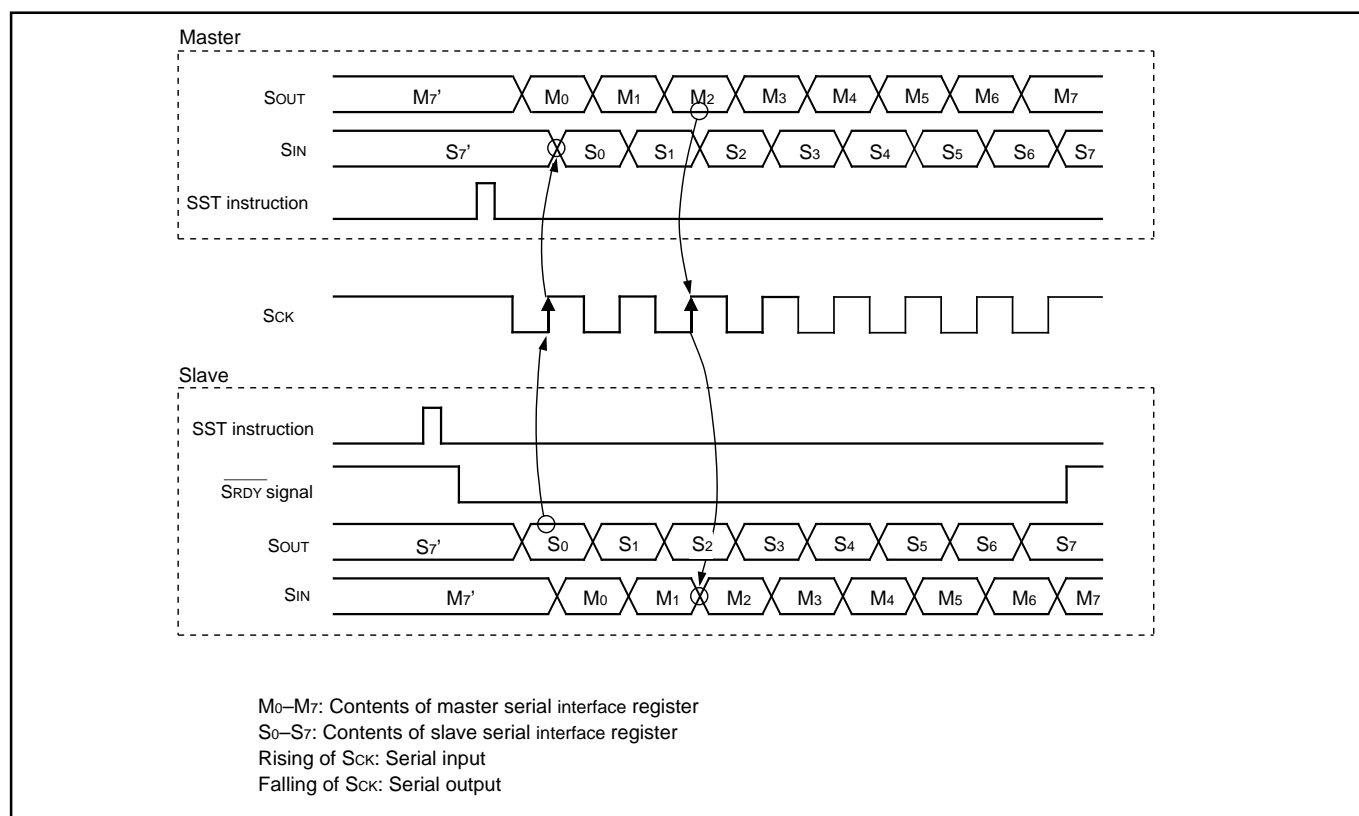 Master
SOUT M7' M0 M1 M2 M3 M4 M5 M6 M7
SIN S7' S0 S1 S2 S3 S4 S5 S6 S7
SST instruction
SCK
Slave
SST instruction
SRDY signal
SOUT S7' S0 S1 S2 S3 S4 S5 S6 S7
SIN M7' M0 M1 M2 M3 M4 M5 M6 M7
M0–M7: Contents of master serial interface register
S0–S7: Contents of slave serial interface register
Rising of SCK: Serial input
Falling of SCK: Serial output